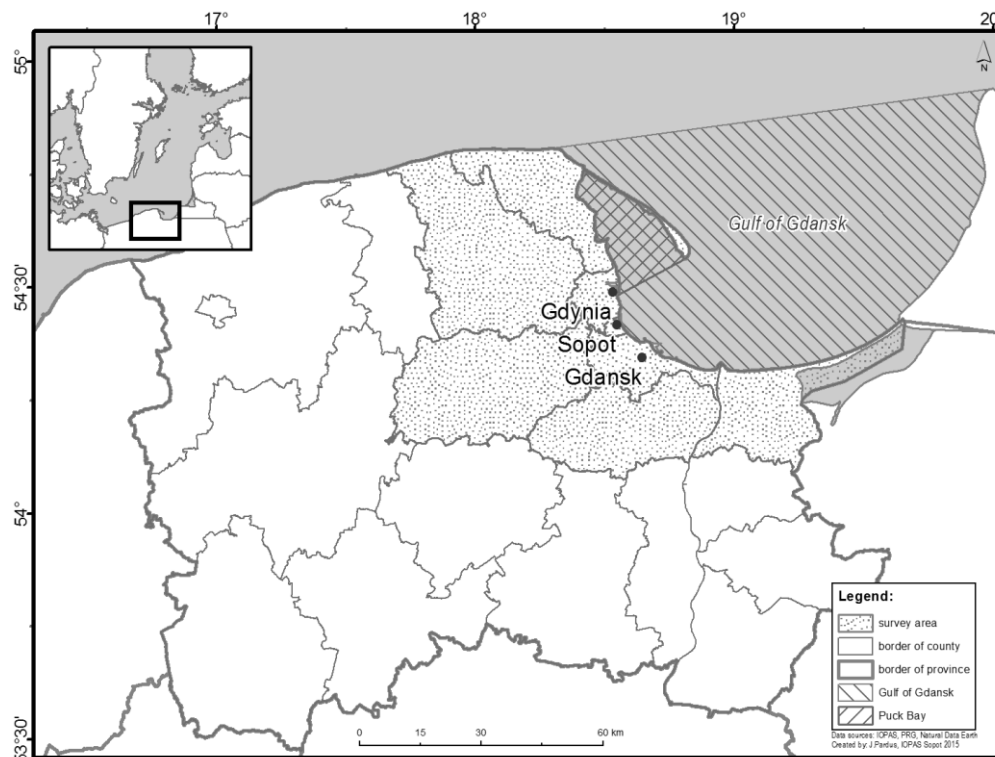 17° 18° 19° 20
55°
N
Gulf of Gdansk
54°30'
Gdynia
Sopot
Gdansk
54°
Legend:
survey area
border of county
border of province
Gulf of Gdansk
Puck Bay
53°30'
0 15 30 60 km
Data sources: IOPAS, PRG, Natural Data Earth
Created by: J.Pardus, IOPAS Sopot 2015